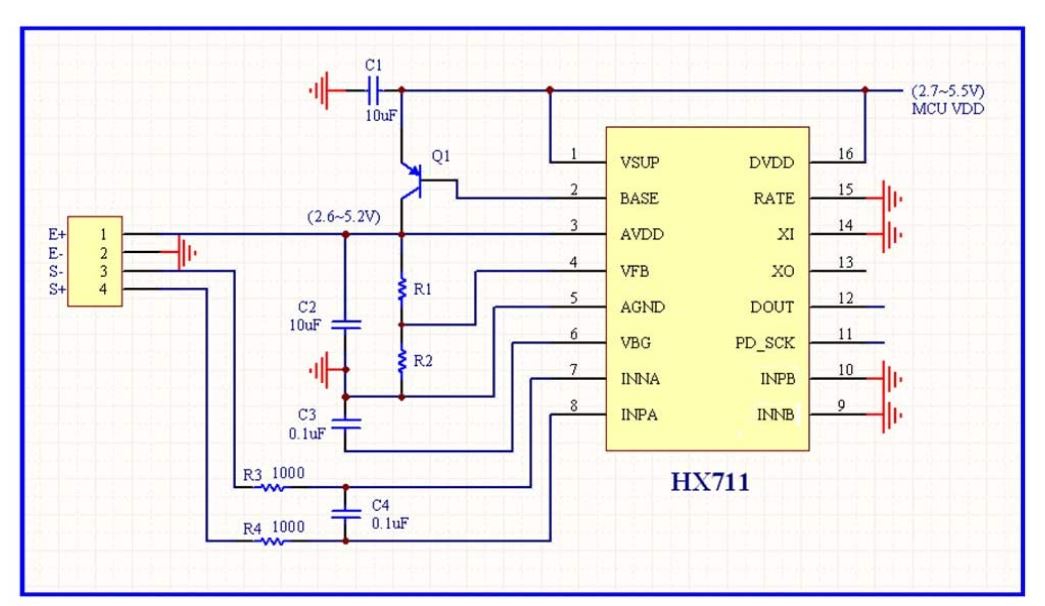 C1
10uF
(2.7~5.5V)
MCU VDD
Q1
1 VSUP DVDD 16
2 BASE RATE 15
(2.6~5.2V)
3 AVDD XI 14
4 VFB XO 13
5 AGND DOUT 12
6 VBG PD_SCK 11
7 INNA INPB 10
8 INPA INNB 9
E+ 1
E- 2
S- 3
S+ 4
R1
C2
10uF
R2
C3
0.1uF
R3 1000
HX711
C4
0.1uF
R4 1000